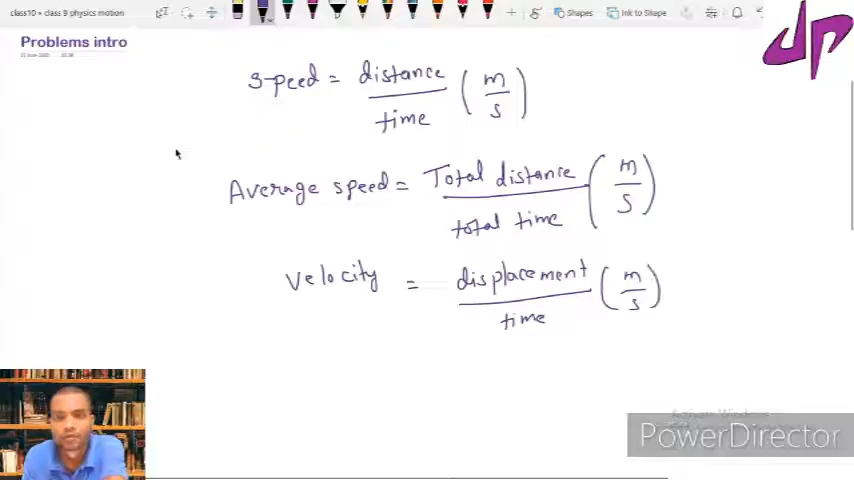 class10 + class 9 physics motion
Shapes
Ink to Shape
Problems intro
speed = distance / time (m/s)
Average speed = Total distance / total time (m/s)
Velocity = displacement / time (m/s)
PowerDirector